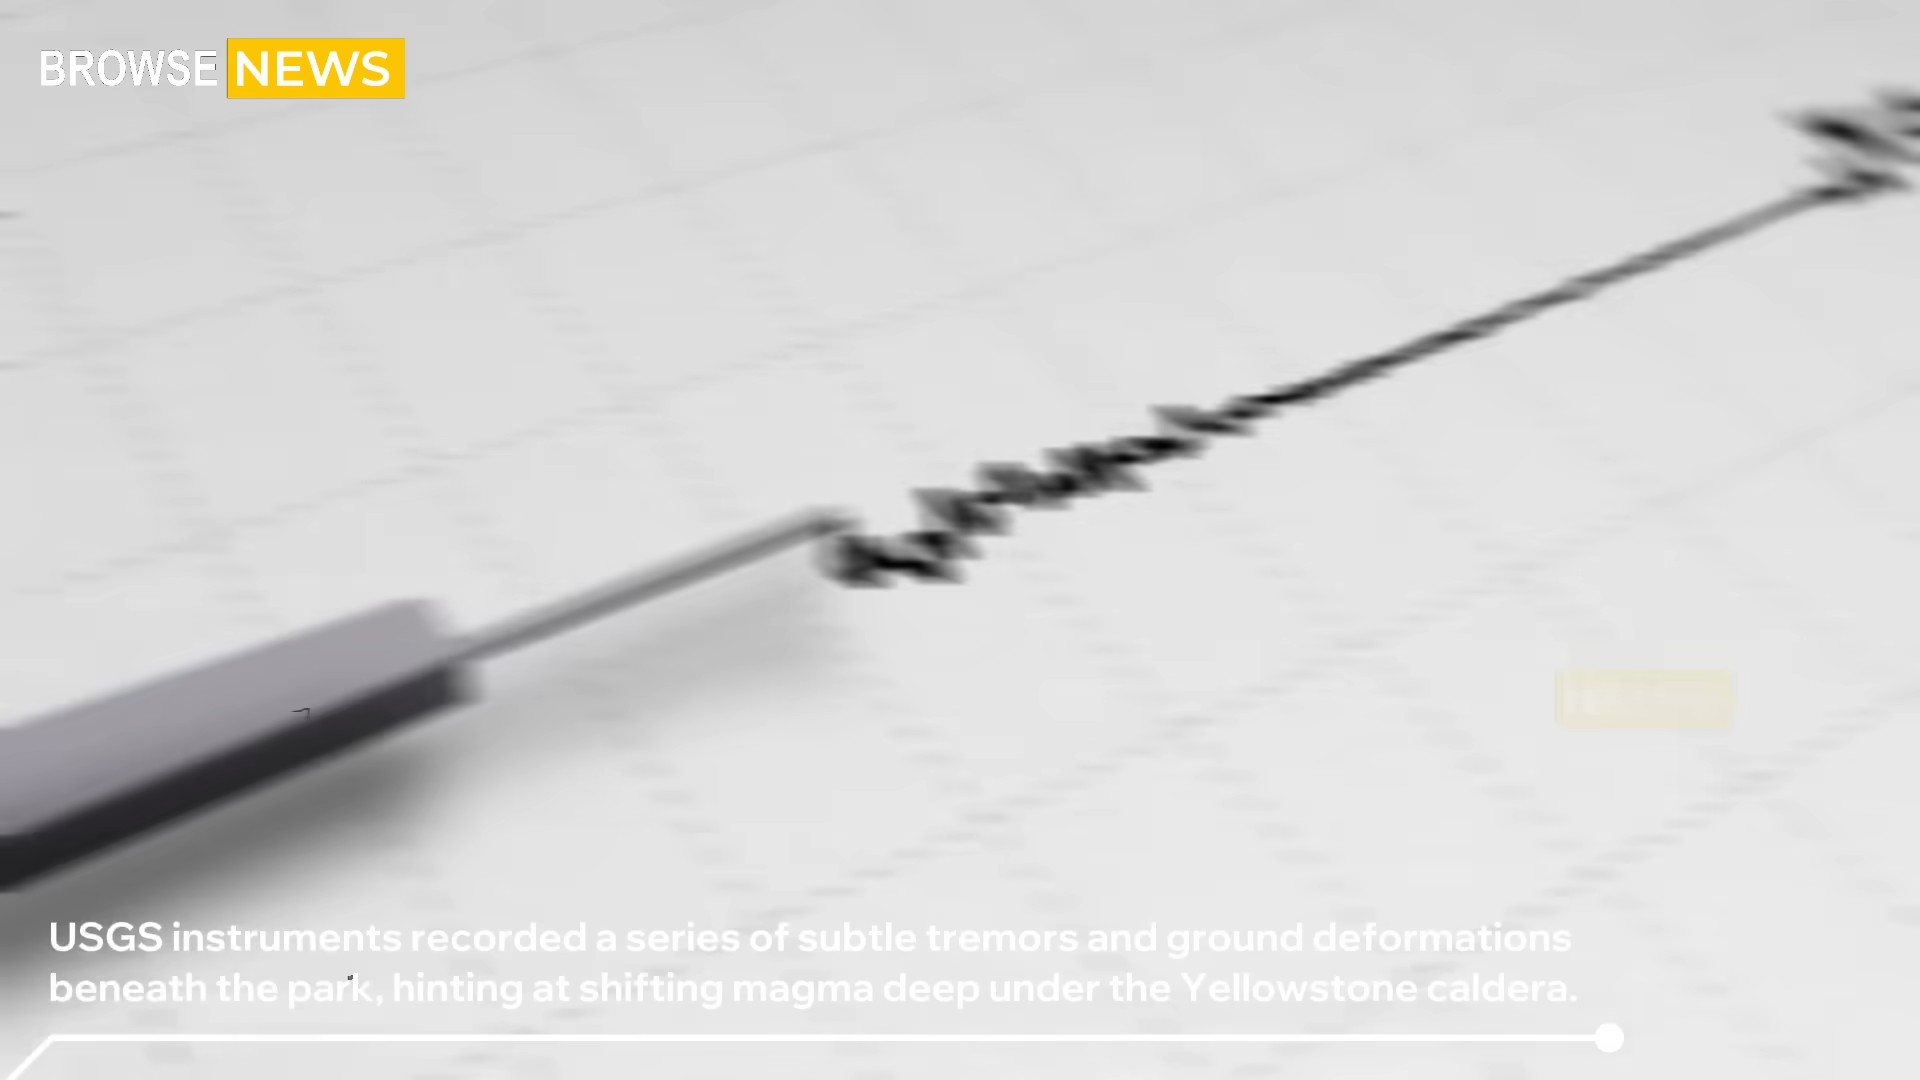 BROWSE NEWS
USGS instruments recorded a series of subtle tremors and ground deformations
beneath the park, hinting at shifting magma deep under the Yellowstone caldera.